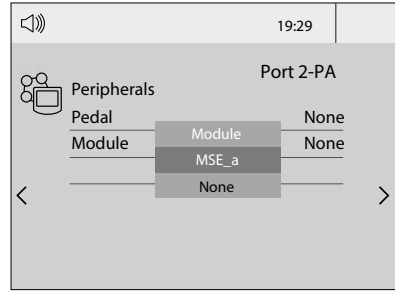 19:29
Port 2-PA
Peripherals
Pedal None
Module None
Module
MSE_a
None